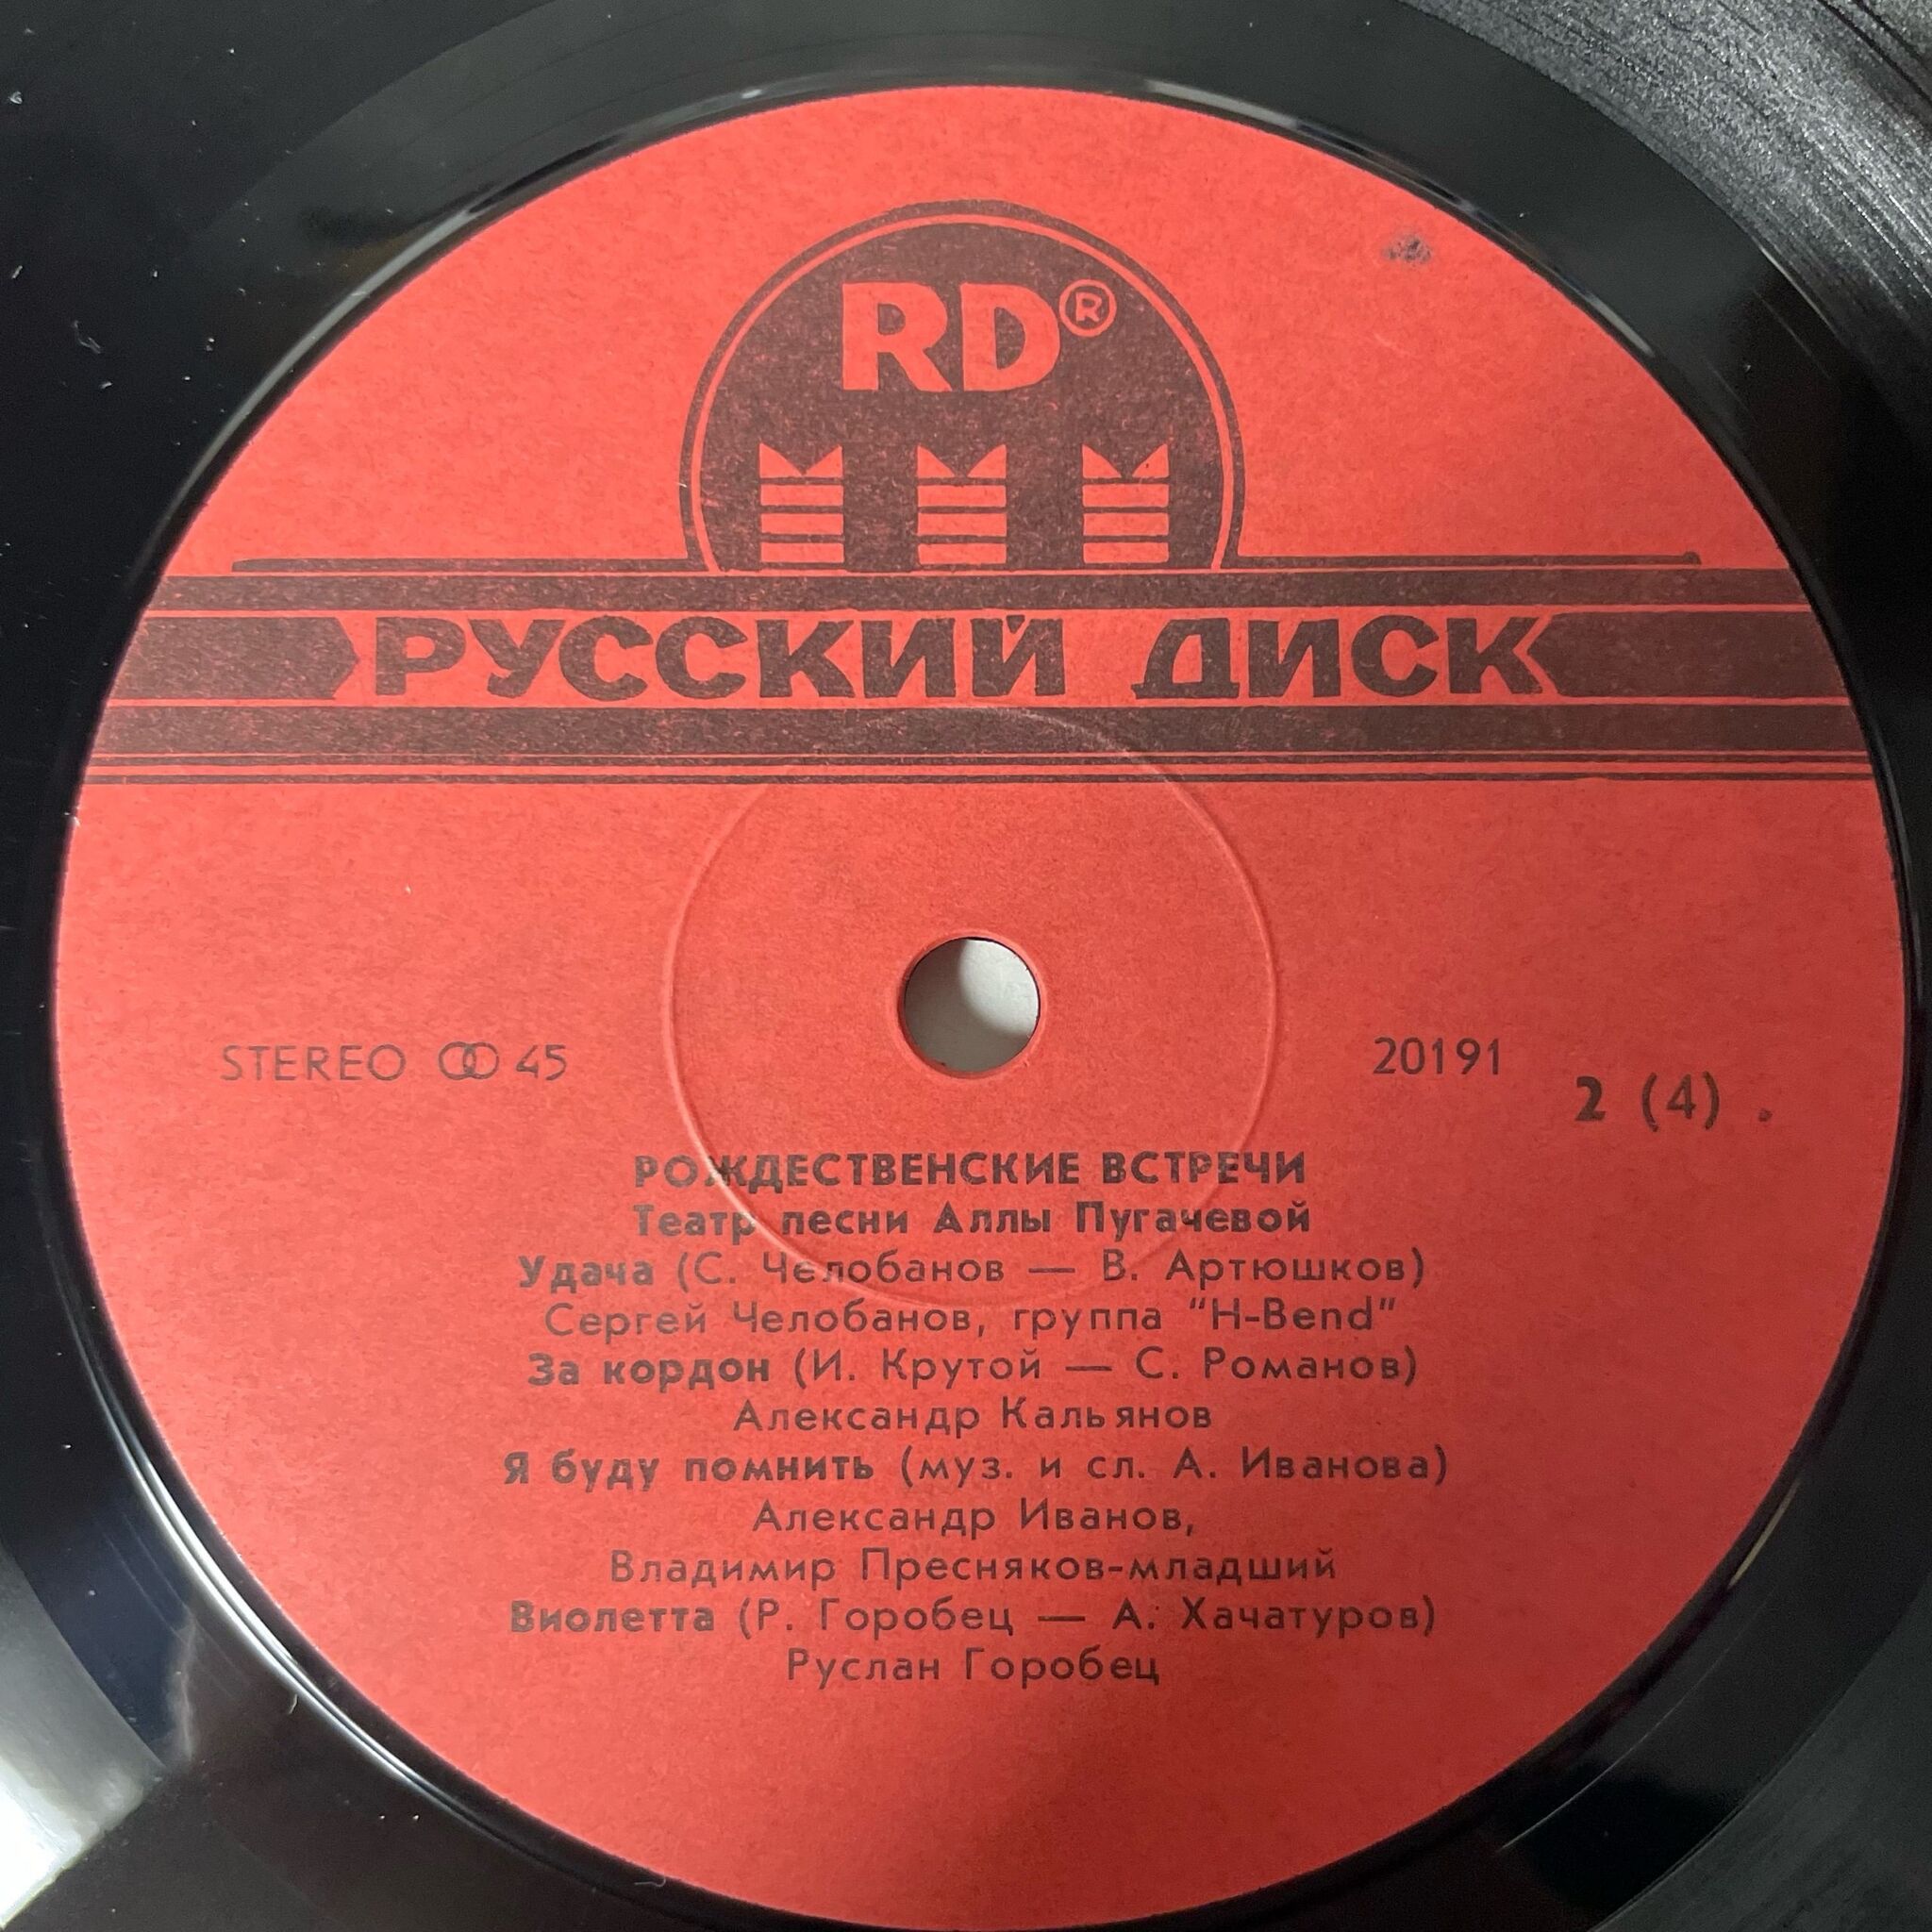 RD®
РУССКИЙ ДИСК
STEREO 45
20191
2 (4)
РОЖДЕСТВЕНСКИЕ ВСТРЕЧИ
Театр песни Аллы Пугачевой
Удача (С. Челобанов — В. Артюшков)
Сергей Челобанов, группа "H-Bend"
За кордон (И. Крутой — С. Романов)
Александр Кальянов
Я буду помнить (муз. и сл. А. Иванова)
Александр Иванов,
Владимир Пресняков-младший
Виолетта (Р. Горобец — А. Хачатуров)
Руслан Горобец